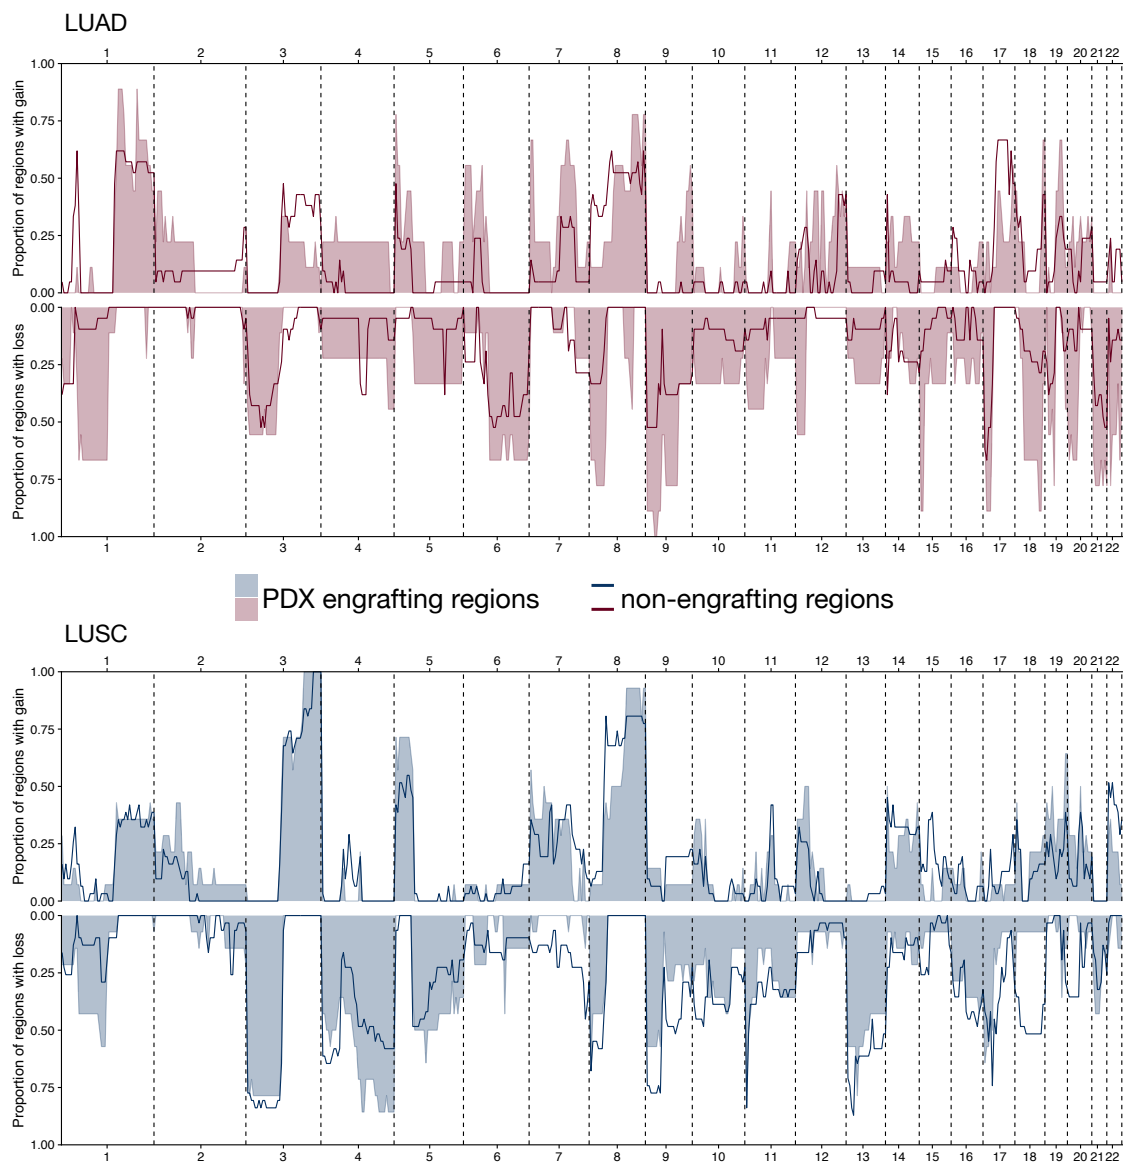 LUAD
1 2 3 4 5 6 7 8 9 10 11 12 13 14 15 16 17 18 19 20 21 22
Proportion of regions with gain
1.00
0.75
0.50
0.25
0.00
Proportion of regions with loss
0.00
0.25
0.50
0.75
1.00
1 2 3 4 5 6 7 8 9 10 11 12 13 14 15 16 17 18 19 20 21 22
PDX engrafting regions non-engrafting regions
LUSC
1 2 3 4 5 6 7 8 9 10 11 12 13 14 15 16 17 18 19 20 21 22
Proportion of regions with gain
1.00
0.75
0.50
0.25
0.00
Proportion of regions with loss
0.00
0.25
0.50
0.75
1.00
1 2 3 4 5 6 7 8 9 10 11 12 13 14 15 16 17 18 19 20 21 22